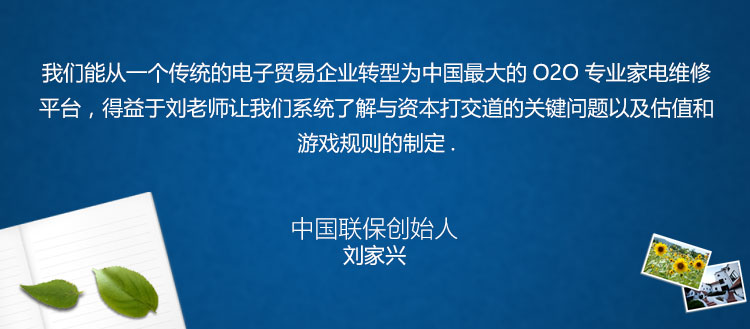 我们能从一个传统的电子贸易企业转型为中国最大的 O2O 专业家电维修
平台，得益于刘老师让我们系统了解与资本打交道的关键问题以及估值和
游戏规则的制定 .
中国联保创始人
刘家兴